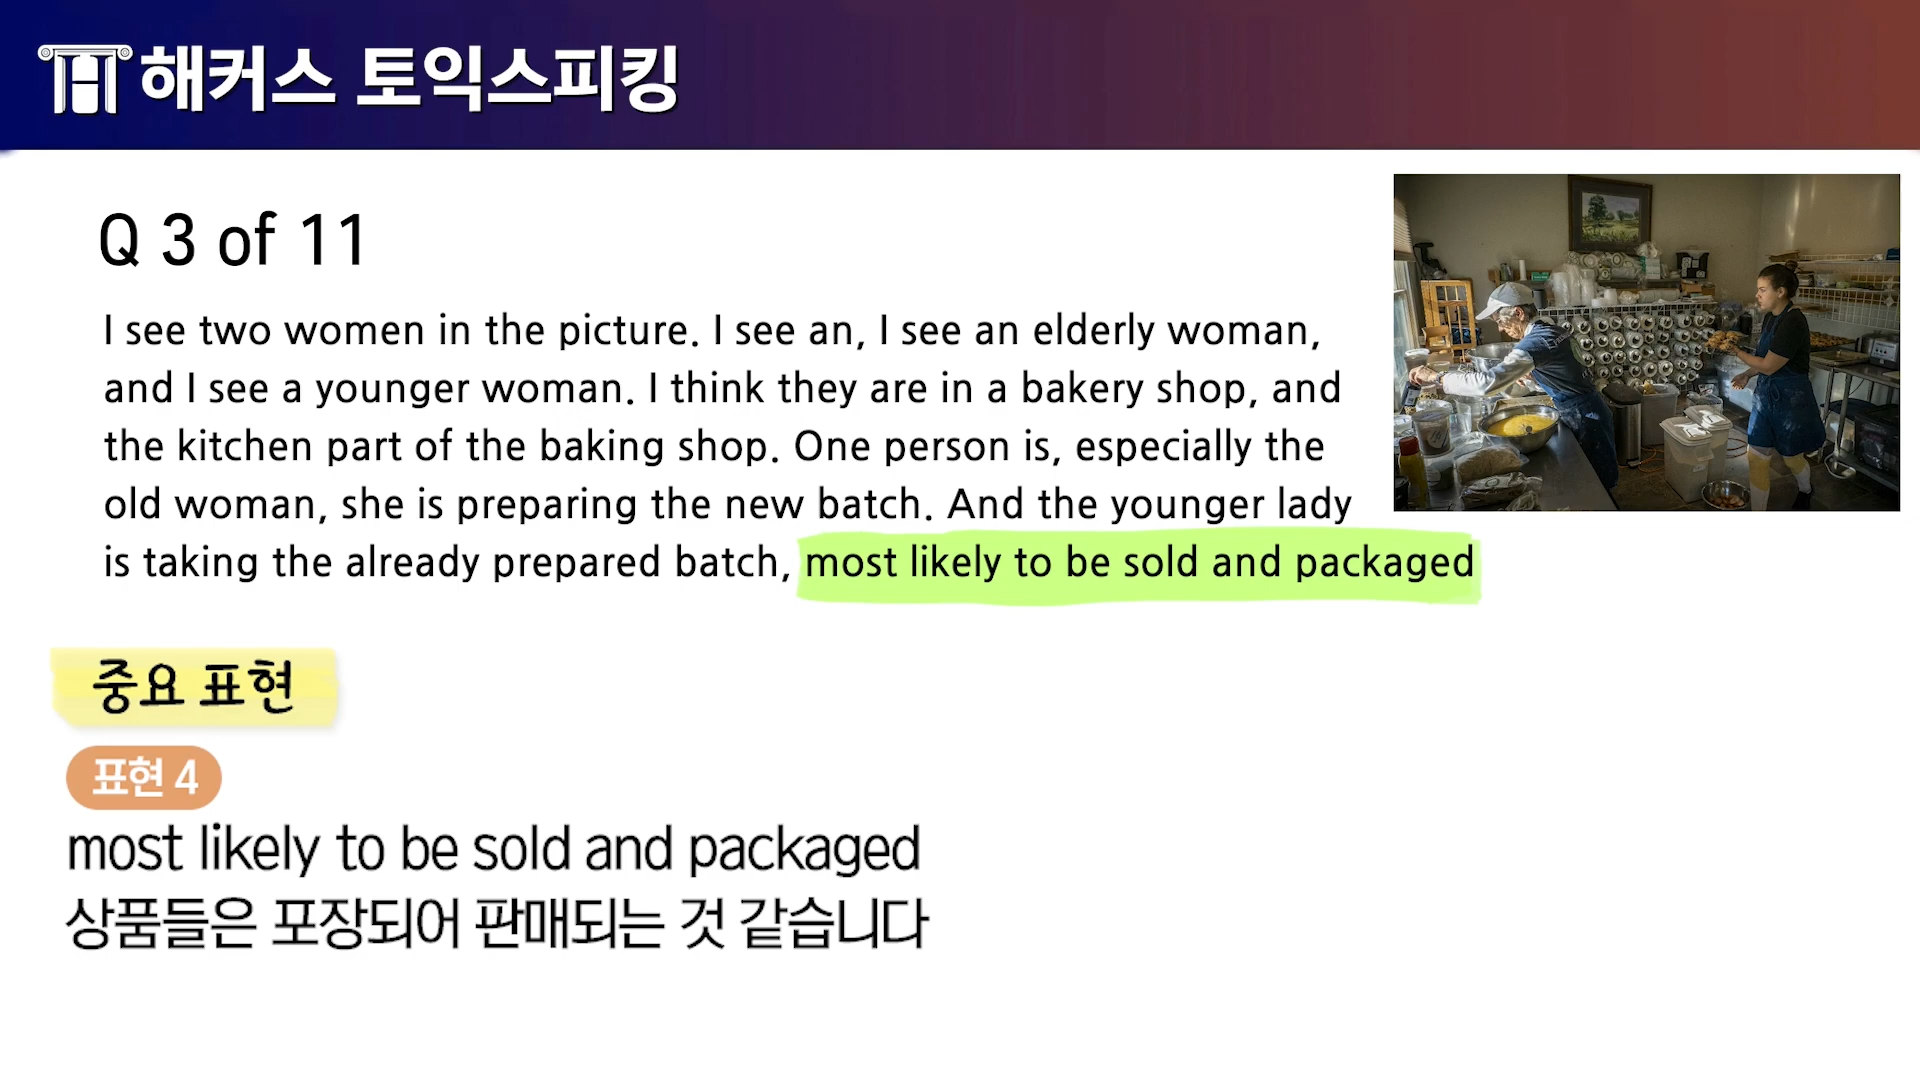 해커스 토익스피킹
Q 3 of 11
I see two women in the picture. I see an, I see an elderly woman,
and I see a younger woman. I think they are in a bakery shop, and
the kitchen part of the baking shop. One person is, especially the
old woman, she is preparing the new batch. And the younger lady
is taking the already prepared batch, most likely to be sold and packaged
중요 표현
표현 4
most likely to be sold and packaged
상품들은 포장되어 판매되는 것 같습니다